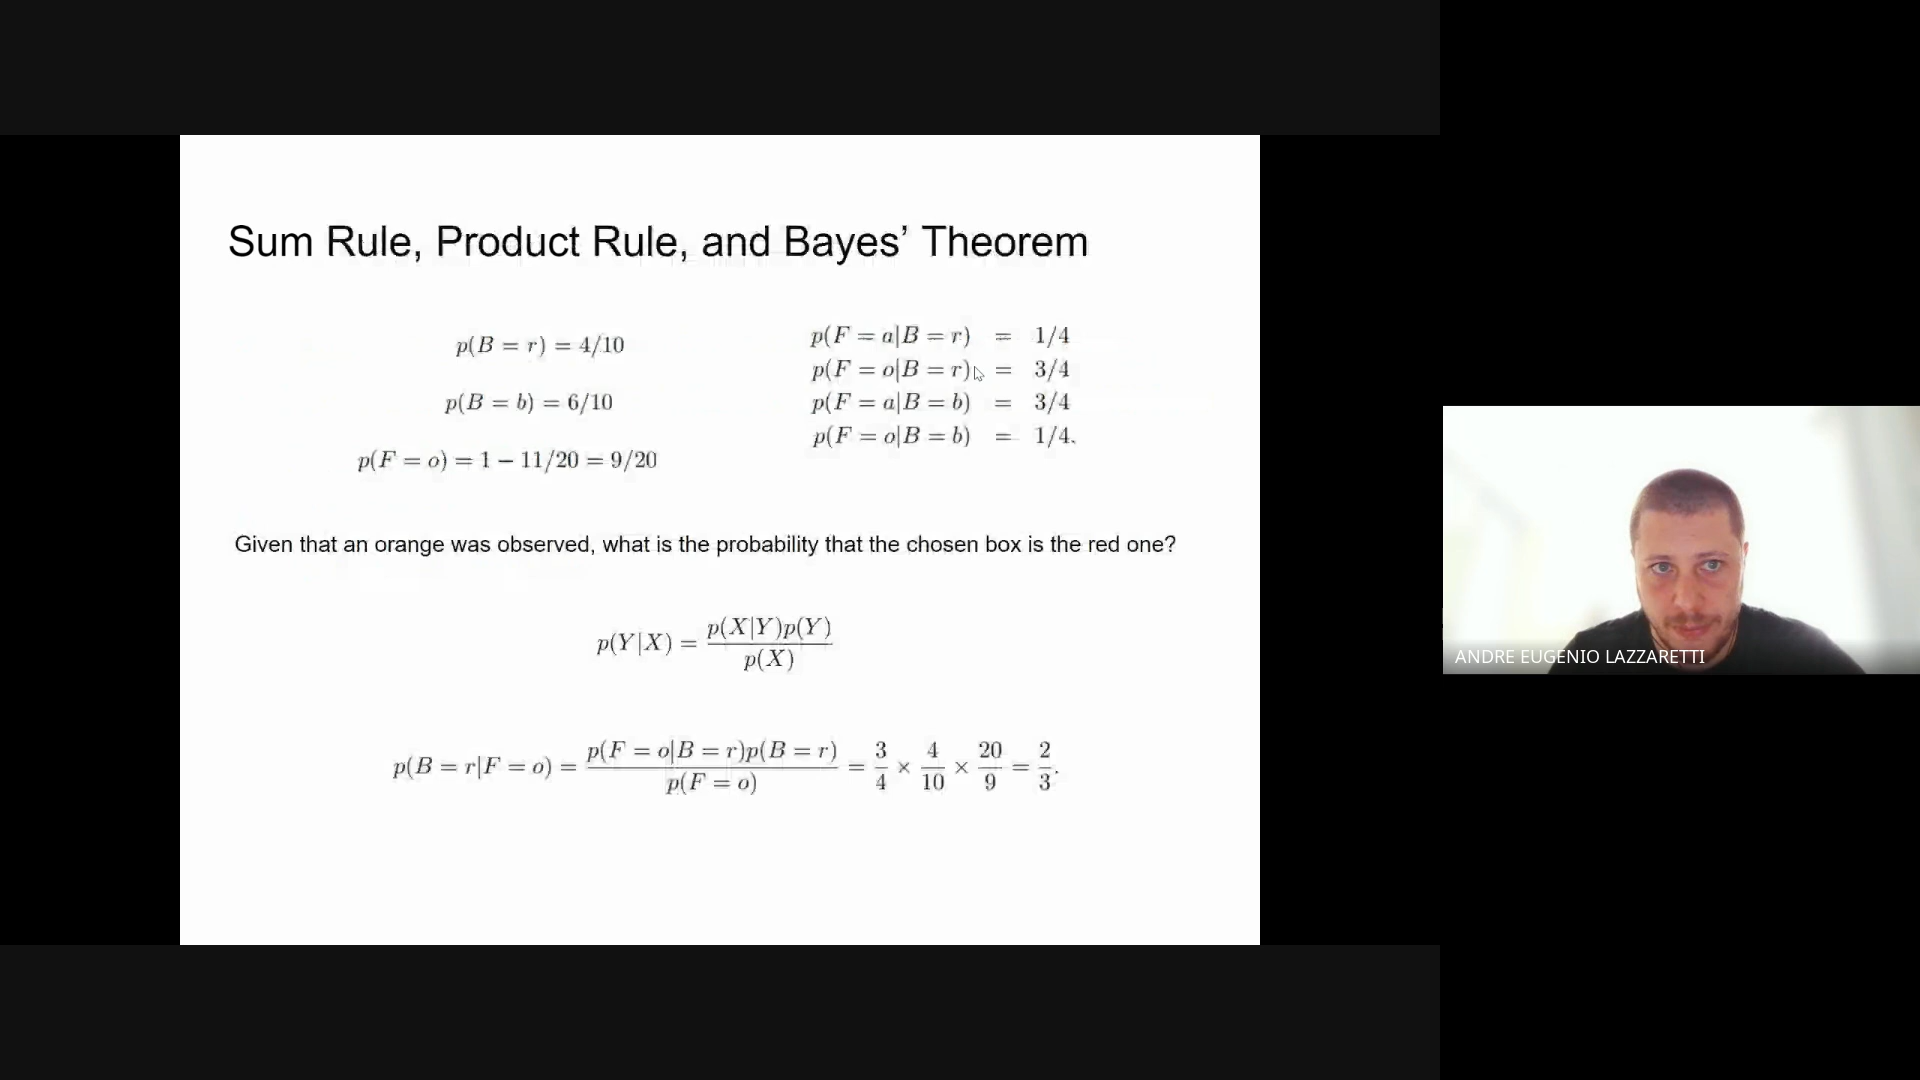 Sum Rule, Product Rule, and Bayes’ Theorem
p(B = r) = 4/10
p(B = b) = 6/10
p(F = o) = 1 − 11/20 = 9/20
p(F = a|B = r) = 1/4
p(F = o|B = r) = 3/4
p(F = a|B = b) = 3/4
p(F = o|B = b) = 1/4.
Given that an orange was observed, what is the probability that the chosen box is the red one?
p(Y|X) = p(X|Y)p(Y) / p(X)
p(B = r|F = o) = p(F = o|B = r)p(B = r) / p(F = o) = 3/4 × 4/10 × 20/9 = 2/3.
ANDRE EUGENIO LAZZARETTI